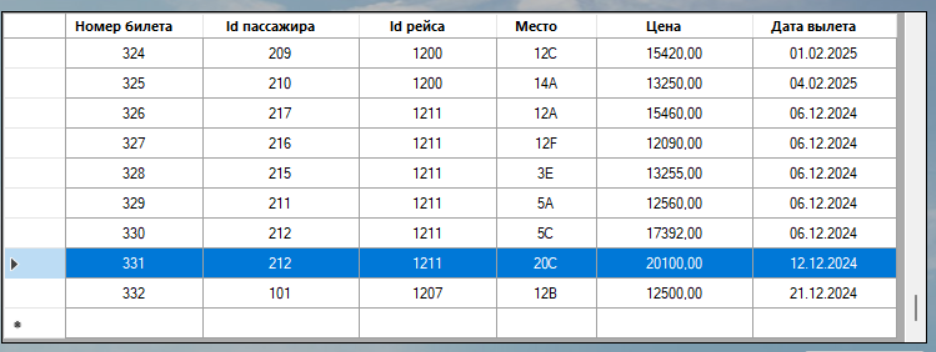 Номер билета Id пассажира Id рейса Место Цена Дата вылета
324 209 1200 12C 15420,00 01.02.2025
325 210 1200 14A 13250,00 04.02.2025
326 217 1211 12A 15460,00 06.12.2024
327 216 1211 12F 12090,00 06.12.2024
328 215 1211 3E 13255,00 06.12.2024
329 211 1211 5A 12560,00 06.12.2024
330 212 1211 5C 17392,00 06.12.2024
331 212 1211 20C 20100,00 12.12.2024
332 101 1207 12B 12500,00 21.12.2024